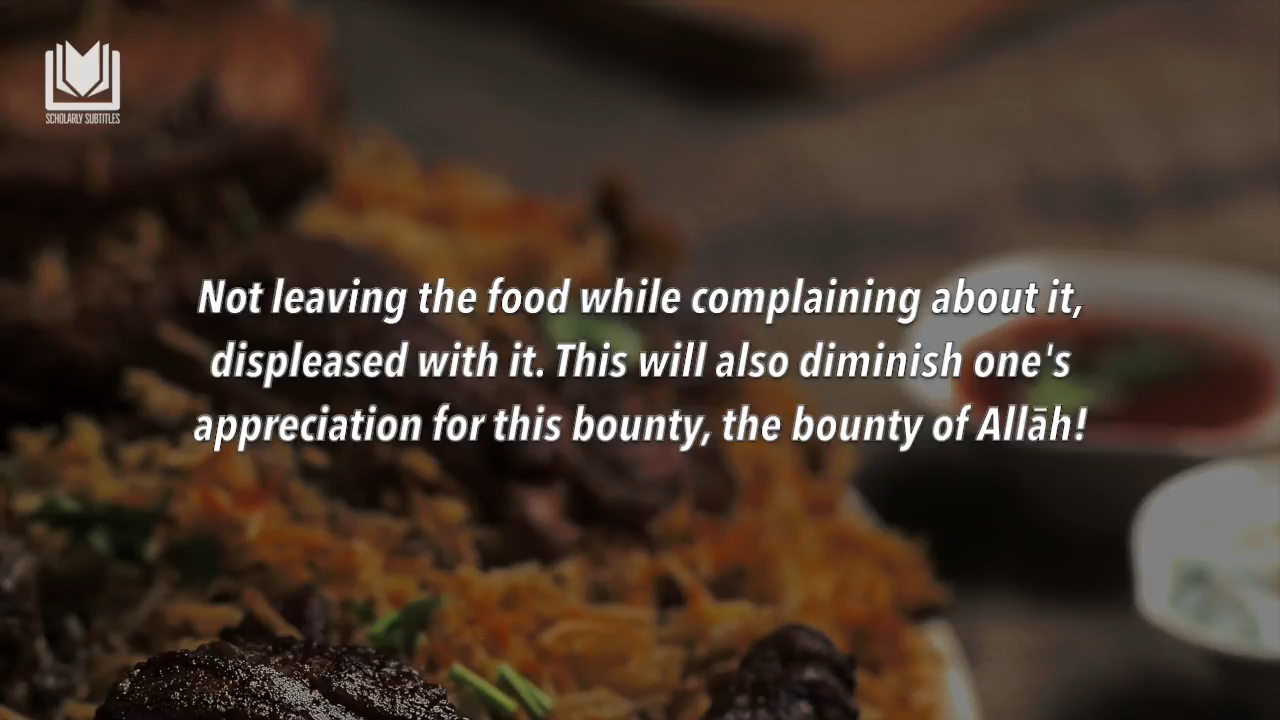 SCHOLARLY SUBTITLES
Not leaving the food while complaining about it,
displeased with it. This will also diminish one's
appreciation for this bounty, the bounty of Allāh!